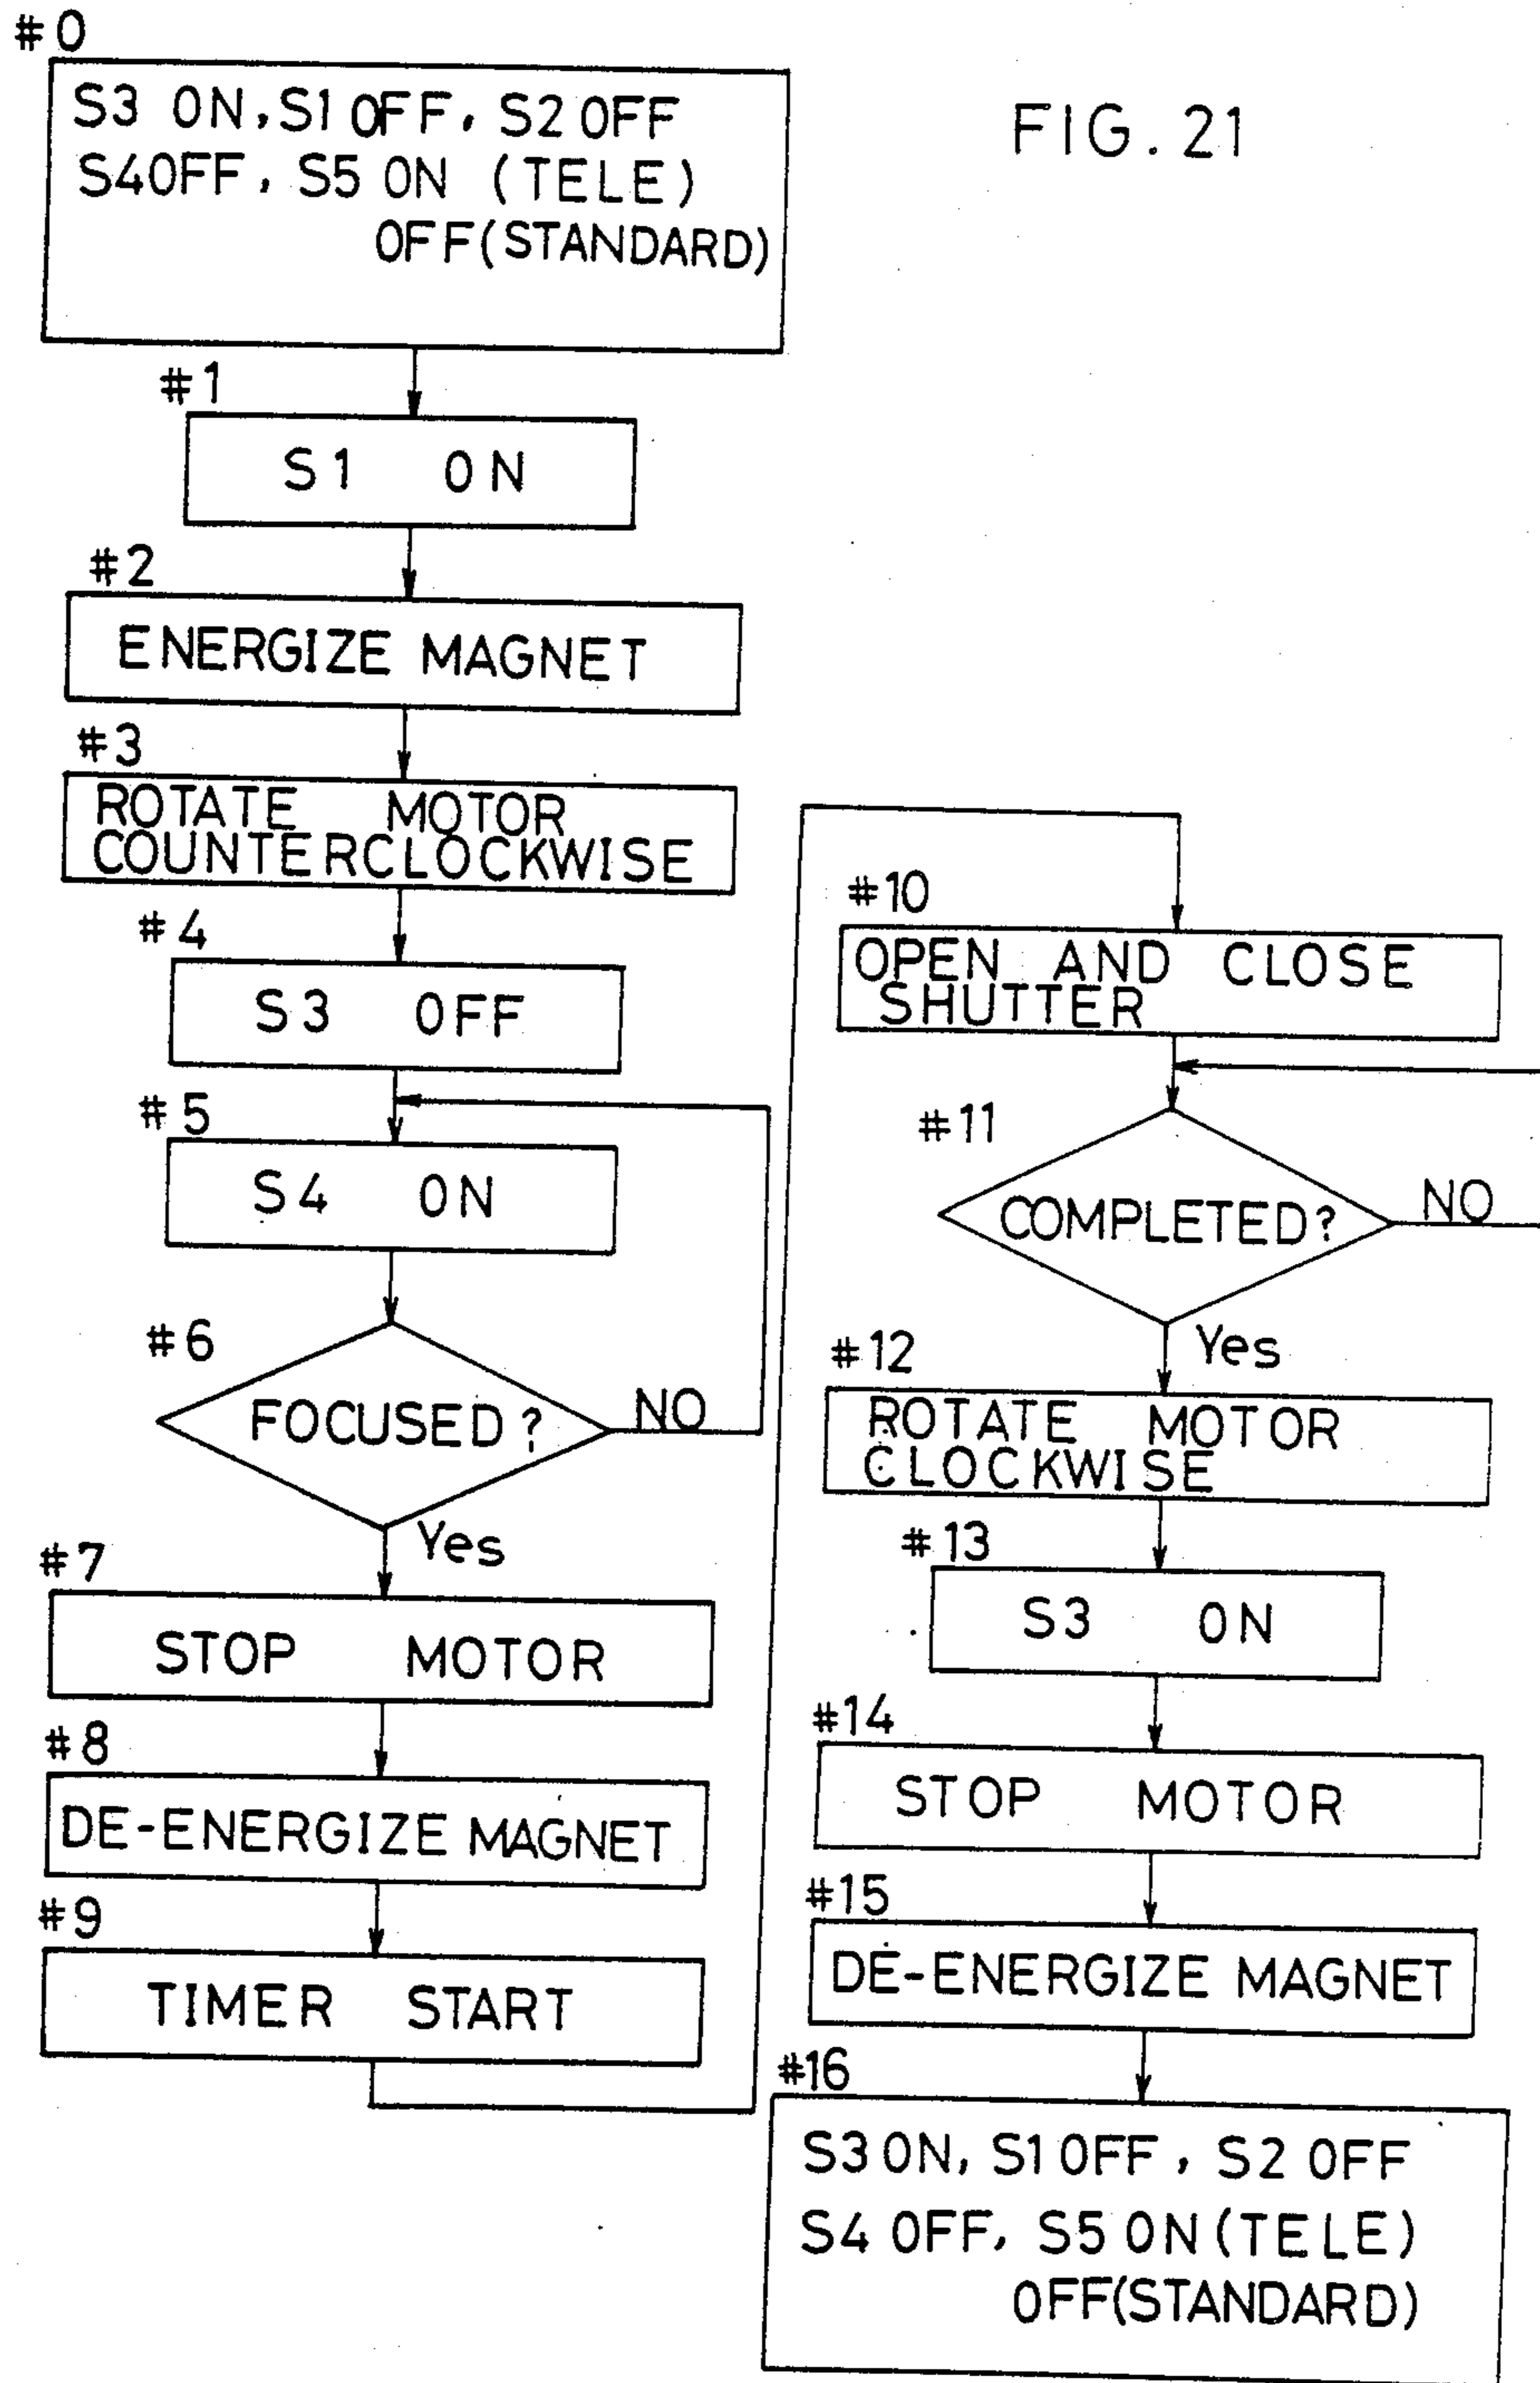 #0
S3 ON, S1 OFF, S2 OFF
S4 OFF, S5 ON (TELE)
OFF(STANDARD)
FIG. 21
#1
S1 ON
#2
ENERGIZE MAGNET
#3
ROTATE MOTOR
COUNTERCLOCKWISE
#4
S3 OFF
#5
S4 ON
#6
FOCUSED?
NO
Yes
#7
STOP MOTOR
#8
DE-ENERGIZE MAGNET
#9
TIMER START
#10
OPEN AND CLOSE
SHUTTER
#11
COMPLETED?
NO
Yes
#12
ROTATE MOTOR
CLOCKWISE
#13
S3 ON
#14
STOP MOTOR
#15
DE-ENERGIZE MAGNET
#16
S3 ON, S1 OFF, S2 OFF
S4 OFF, S5 ON (TELE)
OFF(STANDARD)